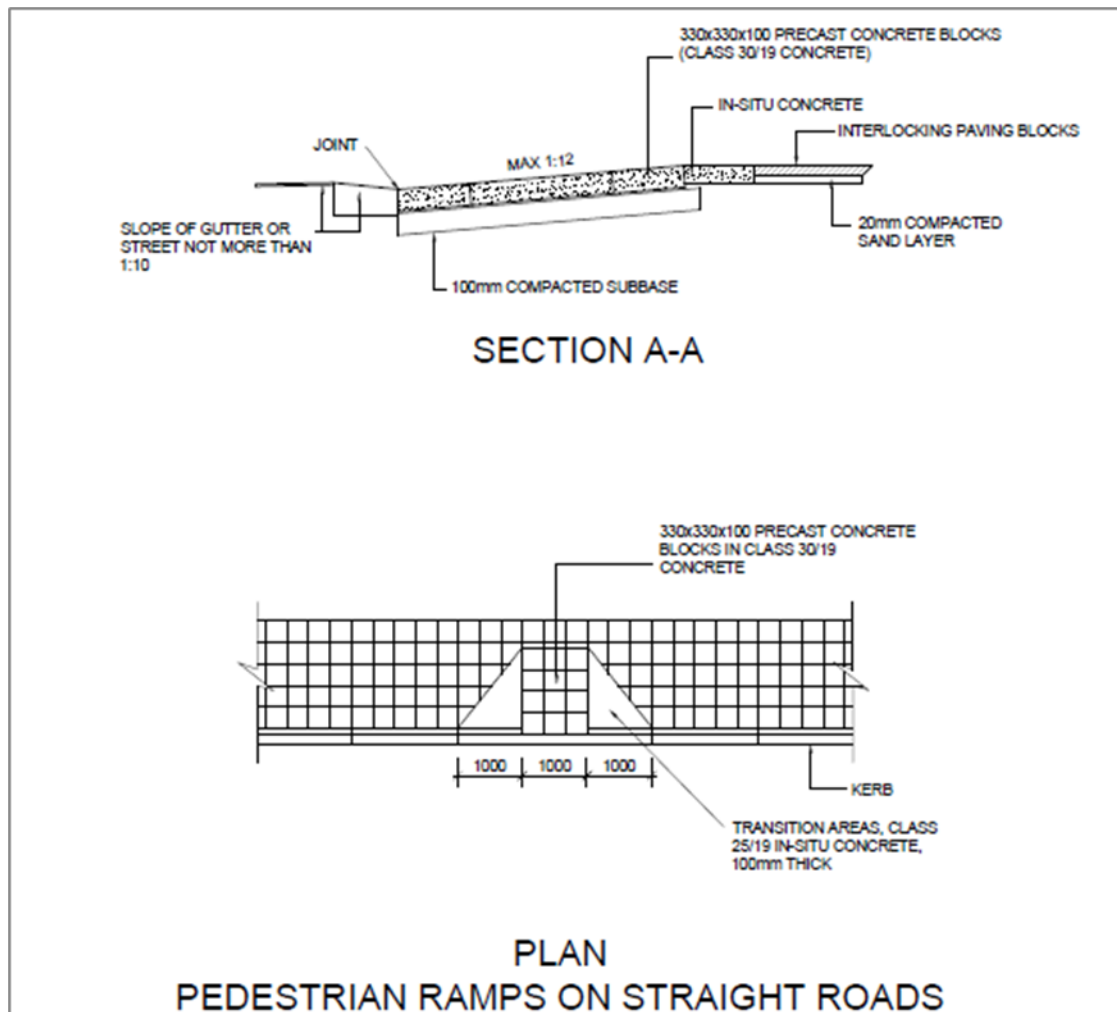 330x330x100 PRECAST CONCRETE BLOCKS
(CLASS 30/19 CONCRETE)
IN-SITU CONCRETE
INTERLOCKING PAVING BLOCKS
JOINT
MAX 1:12
SLOPE OF GUTTER OR
STREET NOT MORE THAN
1:10
20mm COMPACTED
SAND LAYER
100mm COMPACTED SUBBASE
SECTION A-A
330x330x100 PRECAST CONCRETE
BLOCKS IN CLASS 30/19
CONCRETE
1000 1000 1000
KERB
TRANSITION AREAS, CLASS
25/19 IN-SITU CONCRETE,
100mm THICK
PLAN
PEDESTRIAN RAMPS ON STRAIGHT ROADS